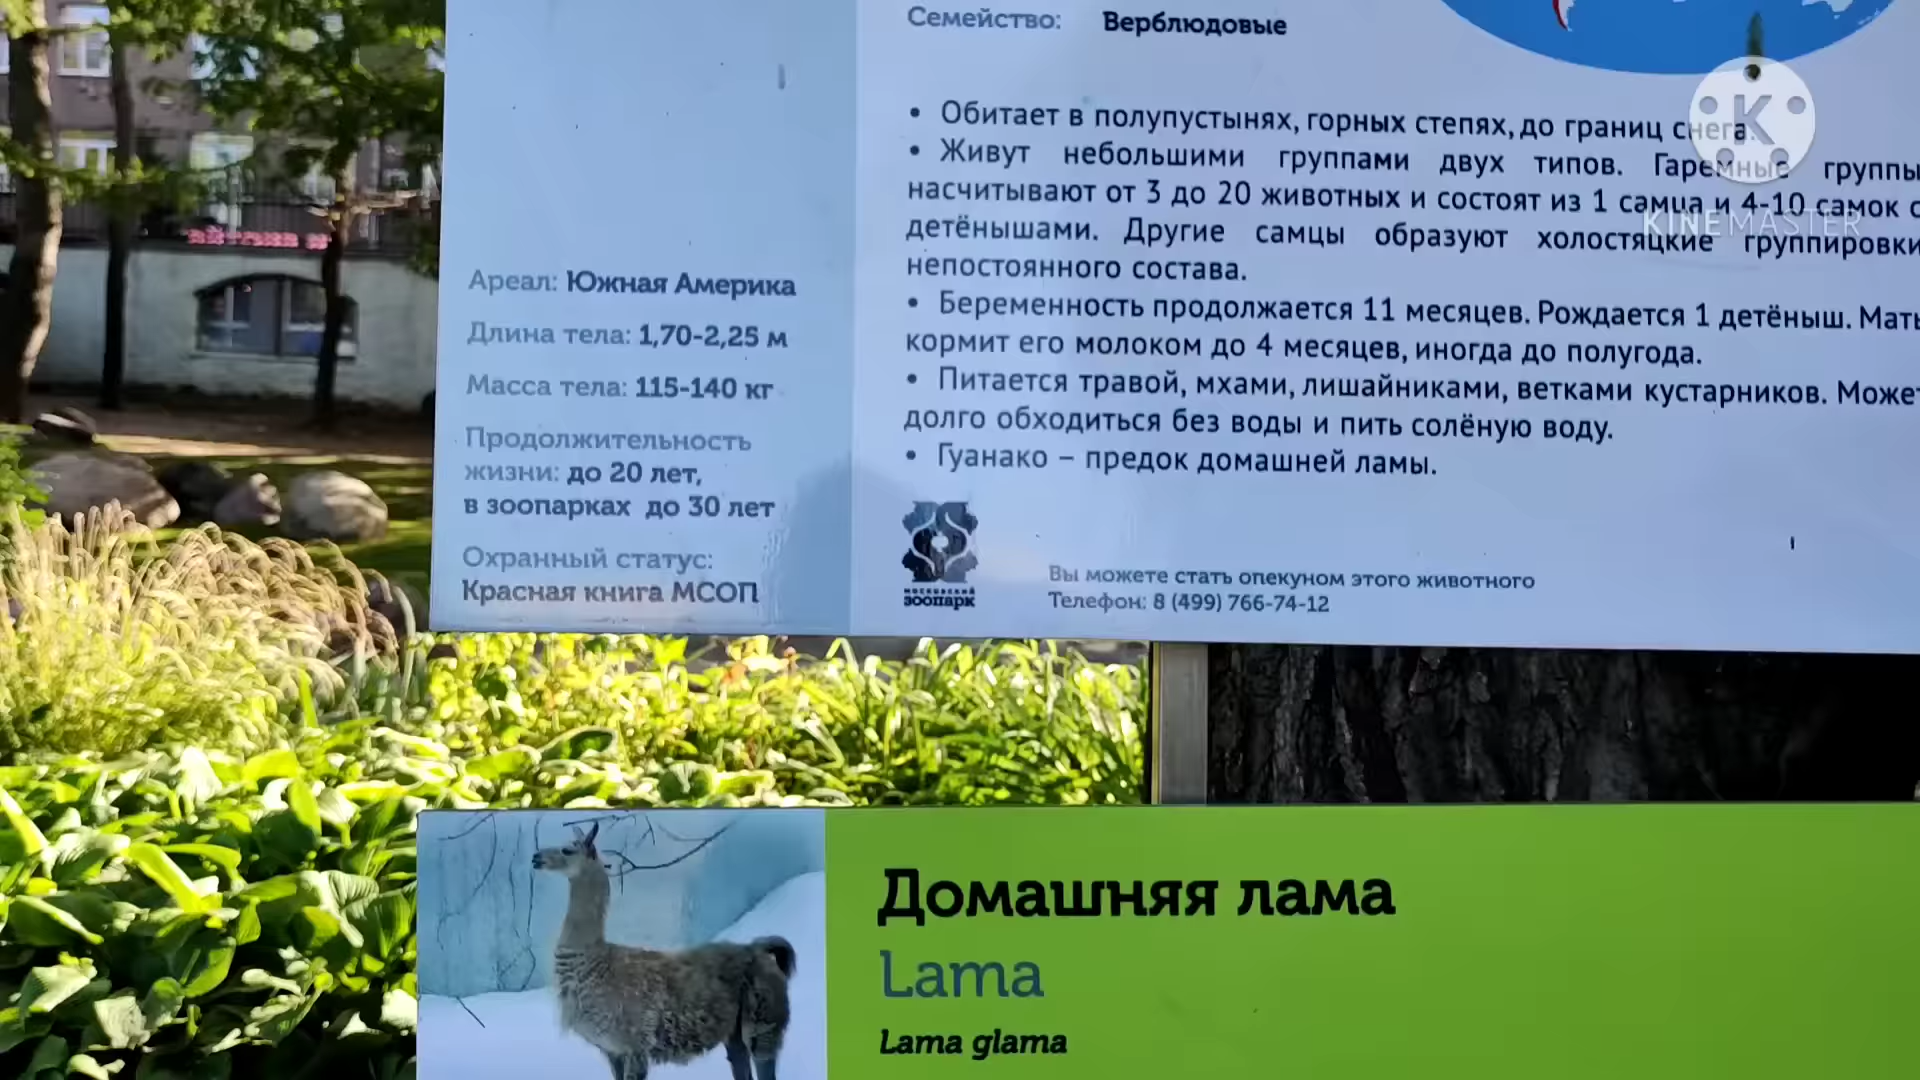 Семейство: Верблюдовые
• Обитает в полупустынях, горных степях, до границ снега.
• Живут небольшими группами двух типов. Гаремные группы
насчитывают от 3 до 20 животных и состоят из 1 самца и 4-10 самок с
детёнышами. Другие самцы образуют холостяцкие группировки
непостоянного состава.
• Беременность продолжается 11 месяцев. Рождается 1 детёныш. Мать
кормит его молоком до 4 месяцев, иногда до полугода.
• Питается травой, мхами, лишайниками, ветками кустарников. Может
долго обходиться без воды и пить солёную воду.
• Гуанако – предок домашней ламы.
Ареал: Южная Америка
Длина тела: 1,70-2,25 м
Масса тела: 115-140 кг
Продолжительность
жизни: до 20 лет,
в зоопарках до 30 лет
Охранный статус:
Красная книга МСОП
МОСКОВСКИЙ
зоопарк
Вы можете стать опекуном этого животного
Телефон: 8 (499) 766-74-12
K
KINEMASTER
Домашняя лама
Lama
Lama glama